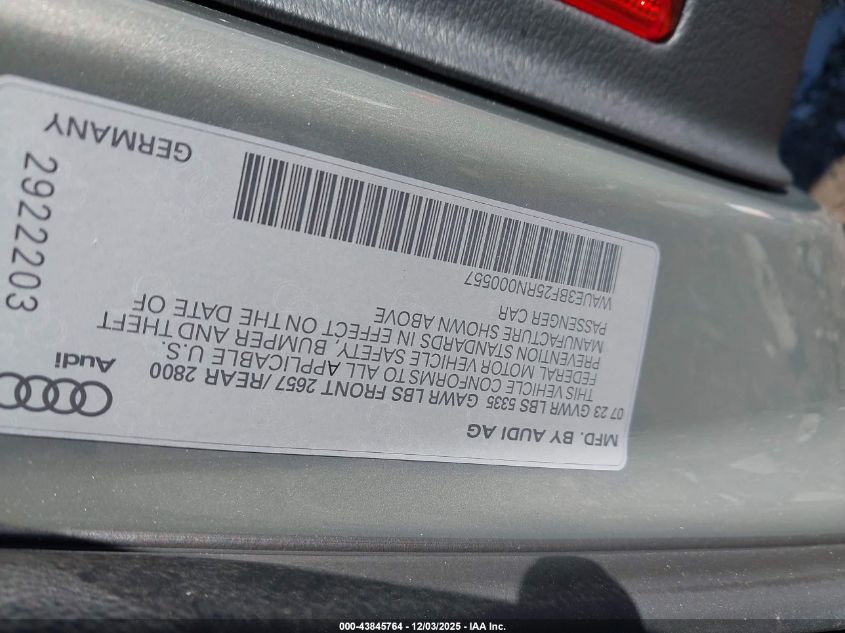 MFD. BY AUDI AG
07 23 GVWR LBS 5335 GAWR LBS FRONT 2657 /REAR 2800
THIS VEHICLE CONFORMS TO ALL APPLICABLE U.S.
FEDERAL MOTOR VEHICLE SAFETY, BUMPER AND THEFT
PREVENTION STANDARDS IN EFFECT ON THE DATE OF
MANUFACTURE SHOWN ABOVE
PASSENGER CAR
WAUE3BF25RN000557
Audi
2922203
GERMANY
000-43845764 - 12/03/2025 - IAA Inc.